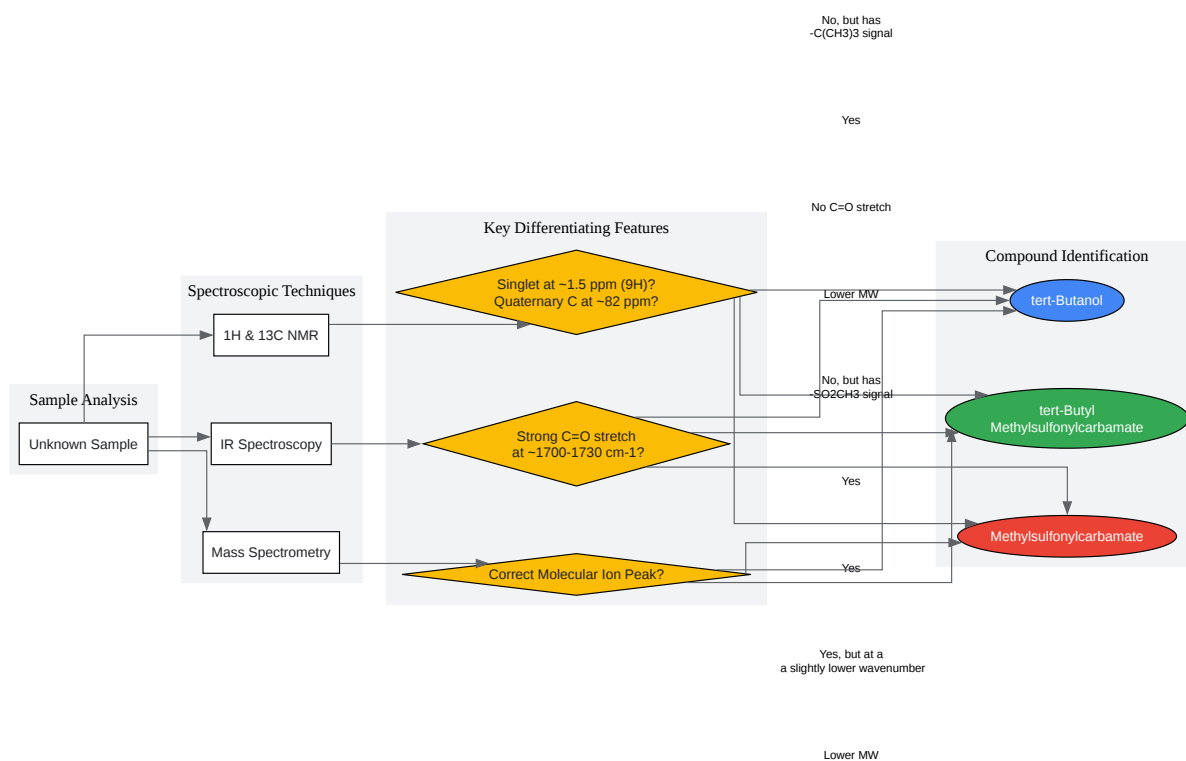 No, but has
-C(CH3)3 signal
Yes
No C=O stretch
Key Differentiating Features
Compound Identification
Spectroscopic Techniques
Singlet at ~1.5 ppm (9H)?
Quaternary C at ~82 ppm?
Lower MW
tert-Butanol
1H & 13C NMR
Sample Analysis
No, but has
-SO2CH3 signal
tert-Butyl
Methylsulfonylcarbamate
Unknown Sample
IR Spectroscopy
Strong C=O stretch
at ~1700-1730 cm-1?
Yes
Methylsulfonylcarbamate
Mass Spectrometry
Correct Molecular Ion Peak?
Yes
Yes, but at a
a slightly lower wavenumber
Lower MW